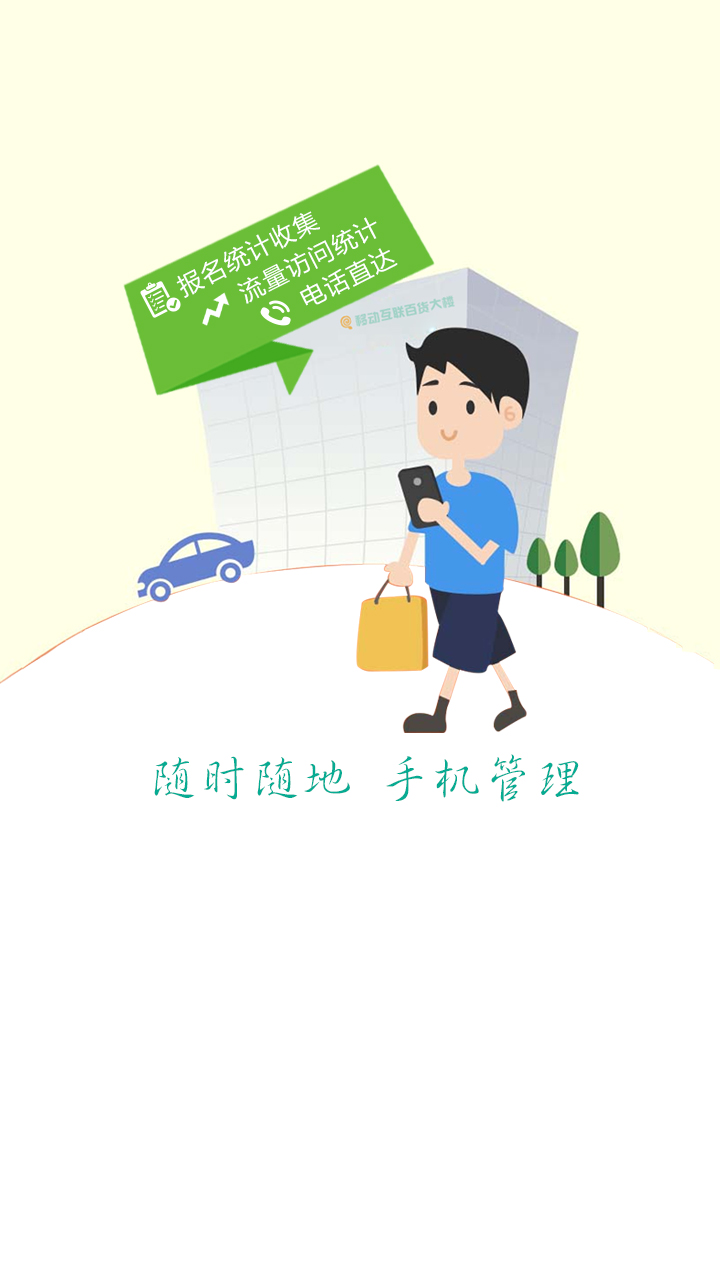 报名统计收集
流量访问统计
电话直达
移动互联百货大楼
随时随地 手机管理